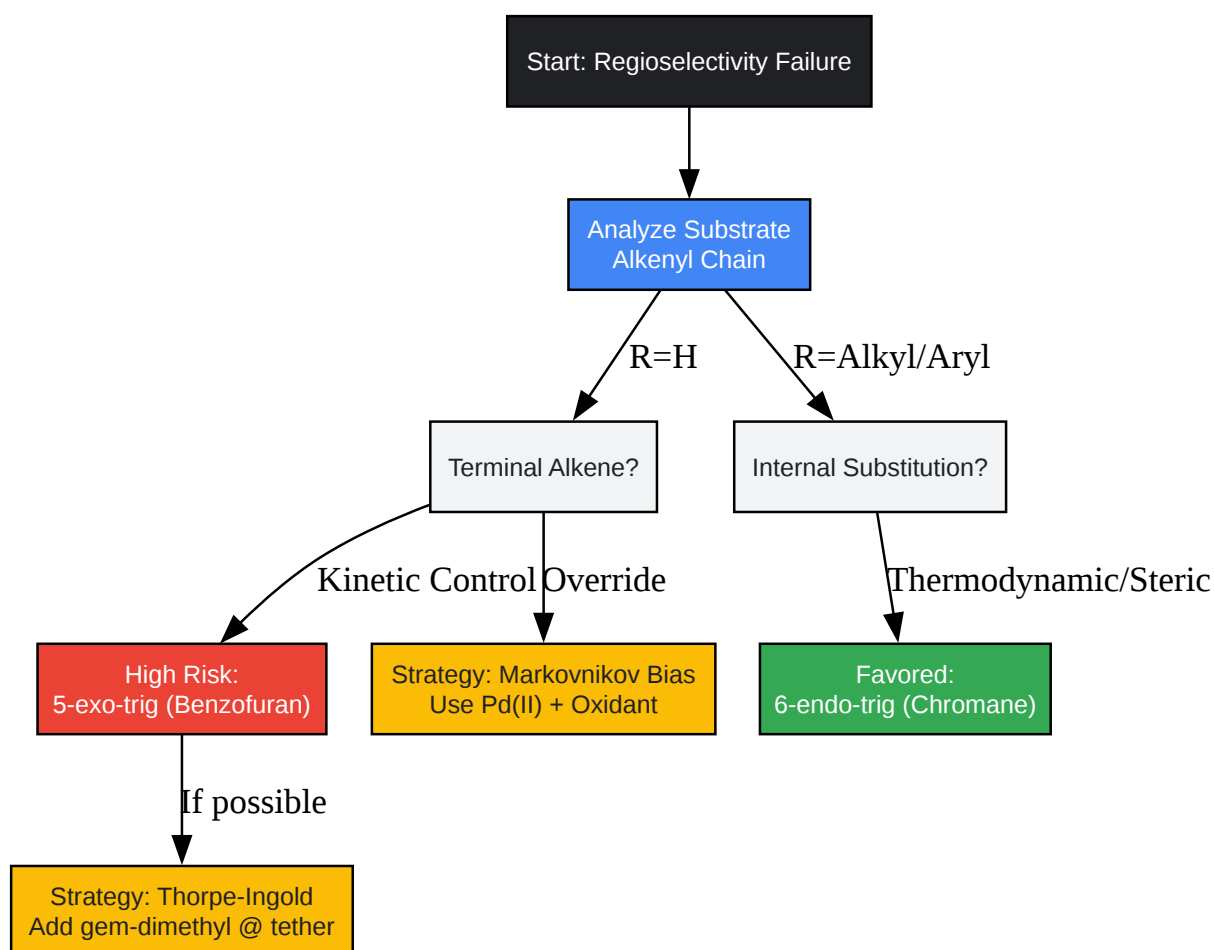 Start: Regioselectivity Failure
Analyze Substrate
Alkenyl Chain
R=H
R=Alkyl/Aryl
Terminal Alkene?
Internal Substitution?
Kinetic Control
Override
Thermodynamic/Steric
High Risk:
5-exo-trig (Benzofuran)
Strategy: Markovnikov Bias
Use Pd(II) + Oxidant
Favored:
6-endo-trig (Chromane)
If possible
Strategy: Thorpe-Ingold
Add gem-dimethyl @ tether